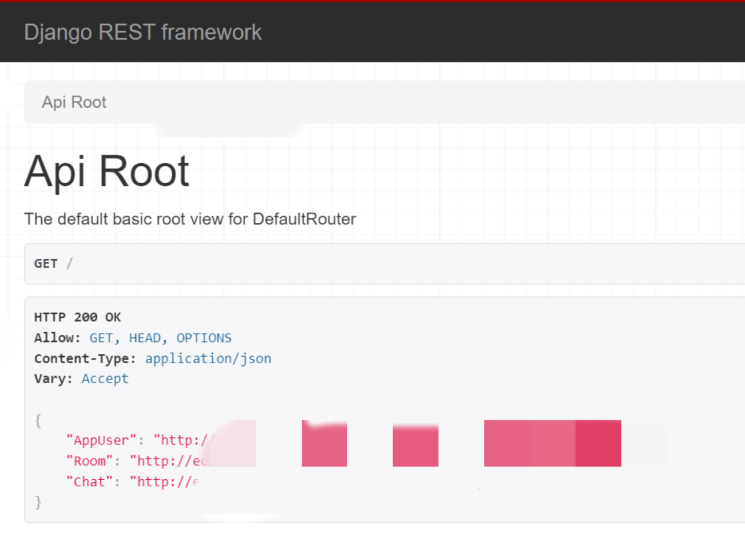 Django REST framework
Api Root
Api Root
The default basic root view for DefaultRouter
GET /
HTTP 200 OK
Allow: GET, HEAD, OPTIONS
Content-Type: application/json
Vary: Accept
{
"AppUser": "http://
"Room": "http://
"Chat": "http://
}